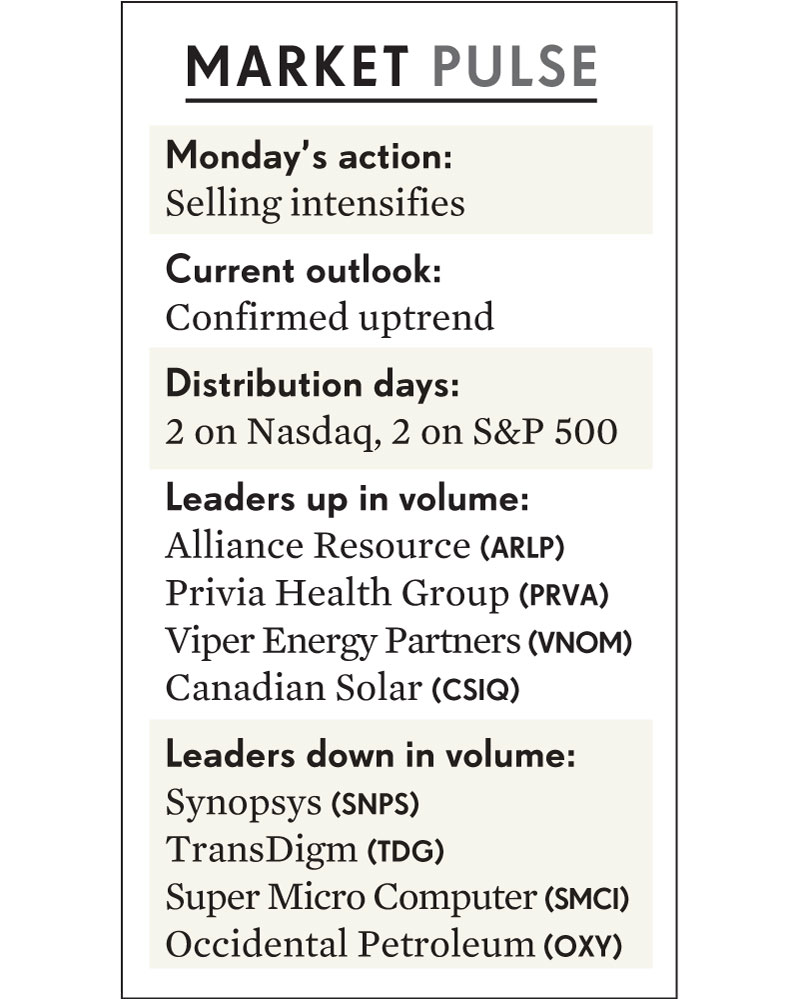 MARKET PULSE
Monday’s action:
Selling intensifies
Current outlook:
Confirmed uptrend
Distribution days:
2 on Nasdaq, 2 on S&P 500
Leaders up in volume:
Alliance Resource (ARLP)
Privia Health Group (PRVA)
Viper Energy Partners (VNOM)
Canadian Solar (CSIQ)
Leaders down in volume:
Synopsys (SNPS)
TransDigm (TDG)
Super Micro Computer (SMCI)
Occidental Petroleum (OXY)